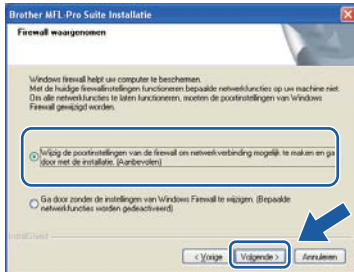 Brother MFL-Pro Suite Installatie
Firewall waargenomen
Windows firewall helpt uw computer te beschermen.
Met de huidige firewallinstellingen functioneren bepaalde netwerkfuncties op uw machine niet.
Om alle netwerkfuncties te laten functioneren, moeten de poortinstellingen van Windows
Firewall gewijzigd worden.
Wijzig de poortinstellingen van de firewall om netwerkverbinding mogelijk te maken en ga
door met de installatie. (Aanbevolen)
Ga door zonder de instellingen van Windows Firewall te wijzigen. (Bepaalde
netwerkfuncties worden gedeactiveerd)
InstallShield
< Vorige
Volgende >
Annuleren